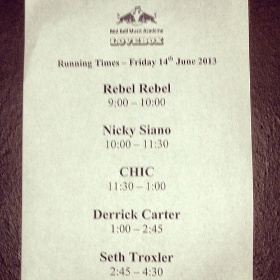 Red Bull Music Academy
LOVEBOX
Running Times – Friday 14th June 2013
Rebel Rebel
9:00 – 10:00
Nicky Siano
10:00 – 11:30
CHIC
11:30 – 1:00
Derrick Carter
1:00 – 2:45
Seth Troxler
2:45 – 4:30